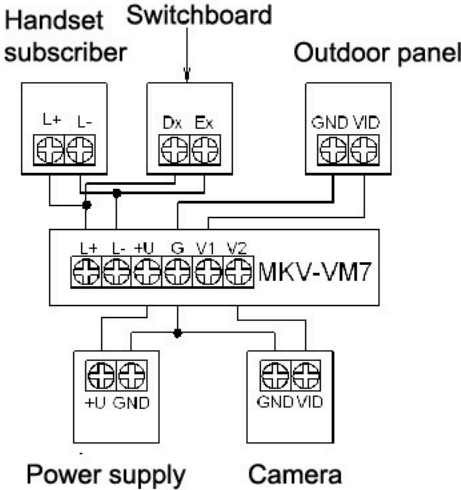 Handset
subscriber
Switchboard
Outdoor panel
L+ L-
Dx Ex
GND VID
L+ L- +U G V1 V2
MKV-VM7
+U GND
GND VID
Power supply
Camera